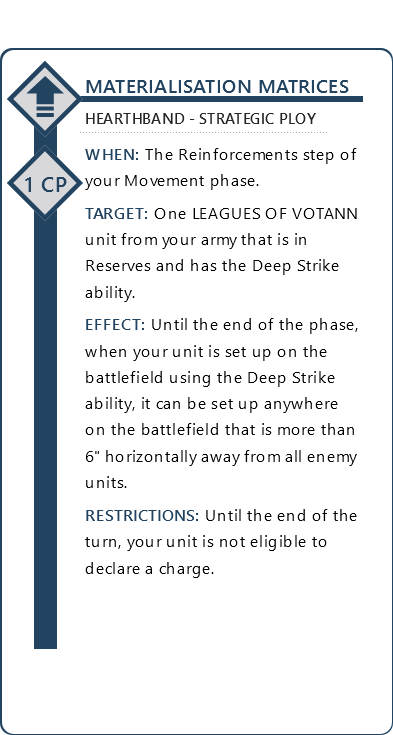 MATERIALISATION MATRICES
HEARTHBAND - STRATEGIC PLOY
1 CP
WHEN: The Reinforcements step of
your Movement phase.
TARGET: One LEAGUES OF VOTANN
unit from your army that is in
Reserves and has the Deep Strike
ability.
EFFECT: Until the end of the phase,
when your unit is set up on the
battlefield using the Deep Strike
ability, it can be set up anywhere
on the battlefield that is more than
6" horizontally away from all enemy
units.
RESTRICTIONS: Until the end of the
turn, your unit is not eligible to
declare a charge.